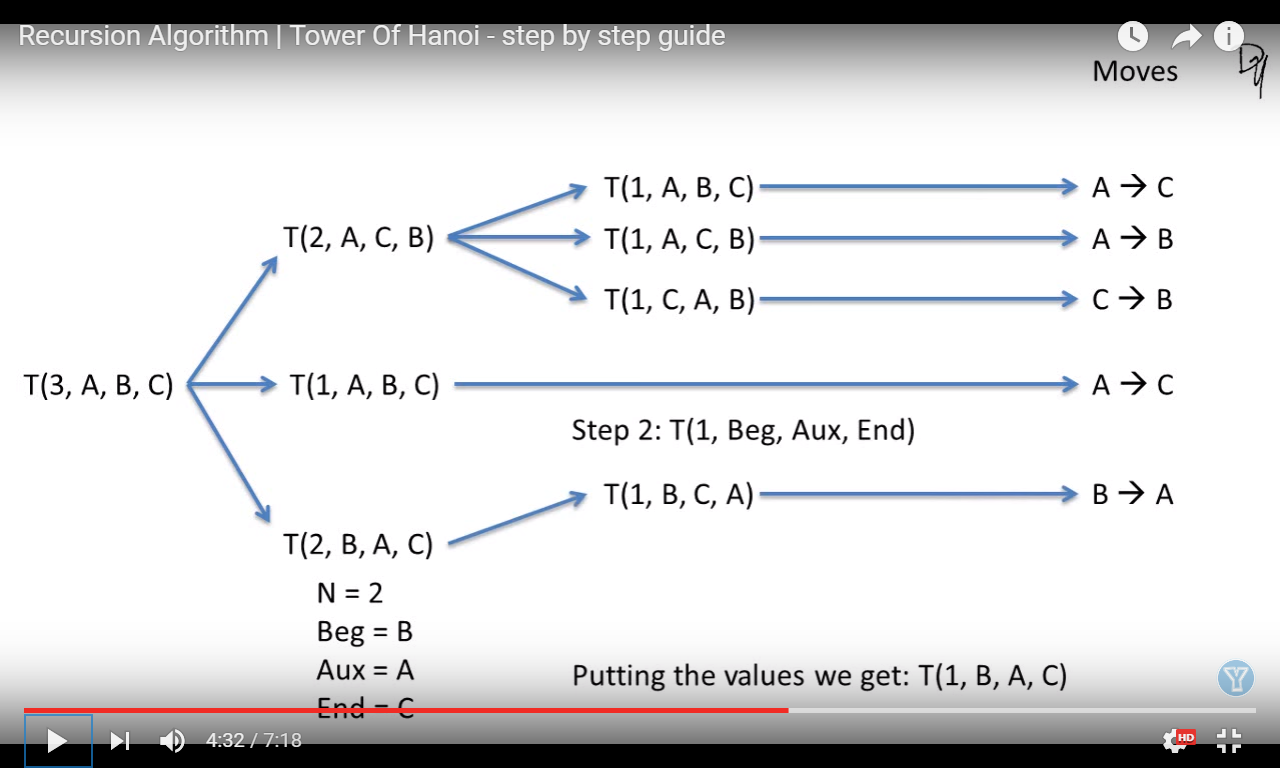 Recursion Algorithm | Tower Of Hanoi - step by step guide
Moves
T(1, A, B, C) A → C
T(2, A, C, B) T(1, A, C, B) A → B
T(1, C, A, B) C → B
T(3, A, B, C) T(1, A, B, C) A → C
Step 2: T(1, Beg, Aux, End)
T(1, B, C, A) B → A
T(2, B, A, C)
N = 2
Beg = B
Aux = A
Putting the values we get: T(1, B, A, C)
End = C
4:32 / 7:18
HD